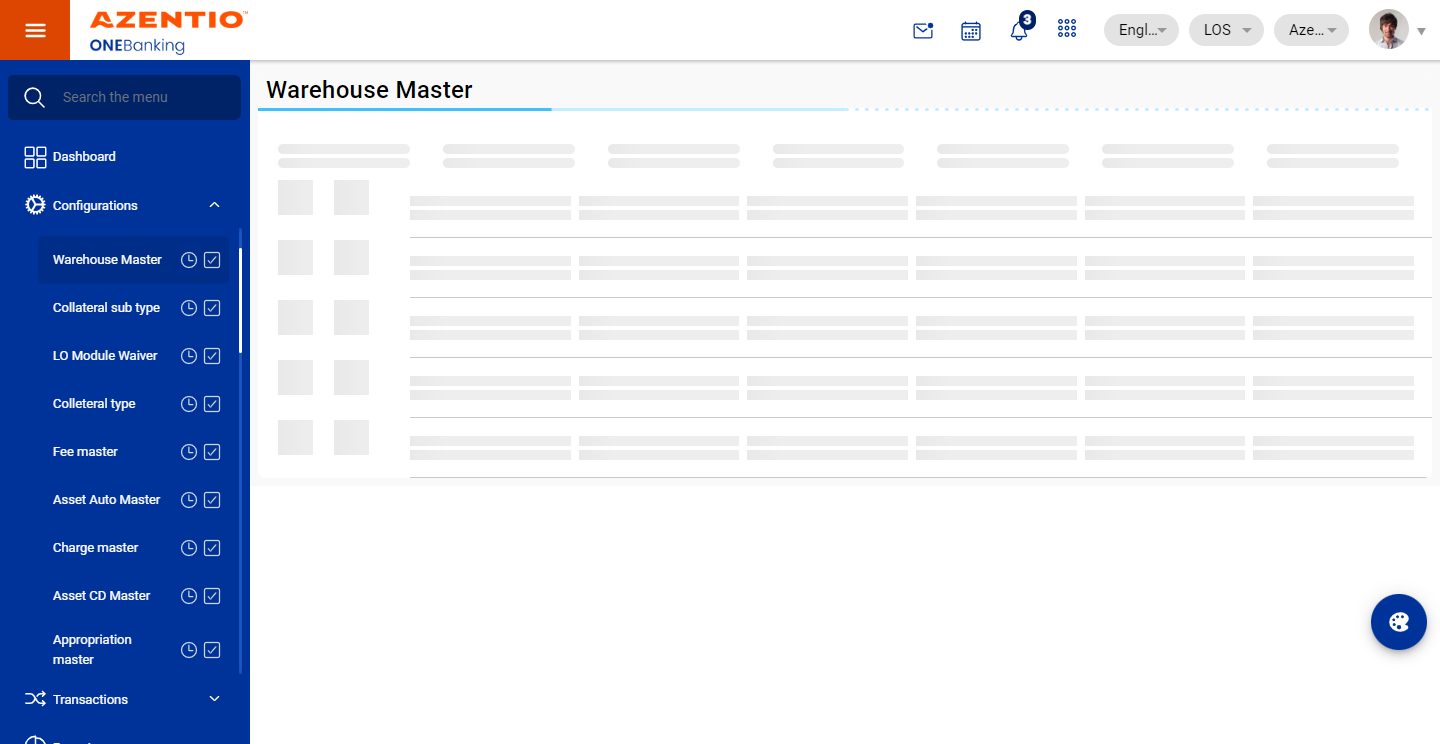 AZENTIO™
ONEBanking
3
Engl...
LOS
Aze...
Search the menu
Warehouse Master
Dashboard
Configurations
Warehouse Master
Collateral sub type
LO Module Waiver
Colleteral type
Fee master
Asset Auto Master
Charge master
Asset CD Master
Appropriation
master
Transactions